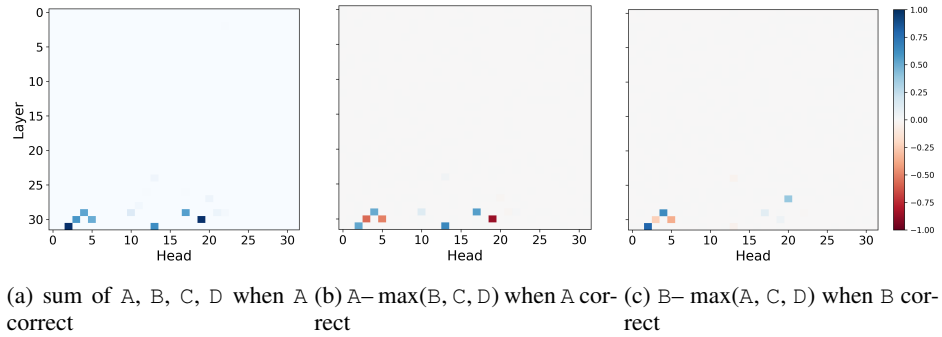 0
5
10
15
20
25
30
Layer
0 5 10 15 20 25 30
Head
0 5 10 15 20 25 30
Head
0 5 10 15 20 25 30
Head
1.00
0.75
0.50
0.25
0.00
−0.25
−0.50
−0.75
−1.00
(a) sum of A, B, C, D when A
correct
(b) A– max(B, C, D) when A cor-
rect
(c) B– max(A, C, D) when B cor-
rect